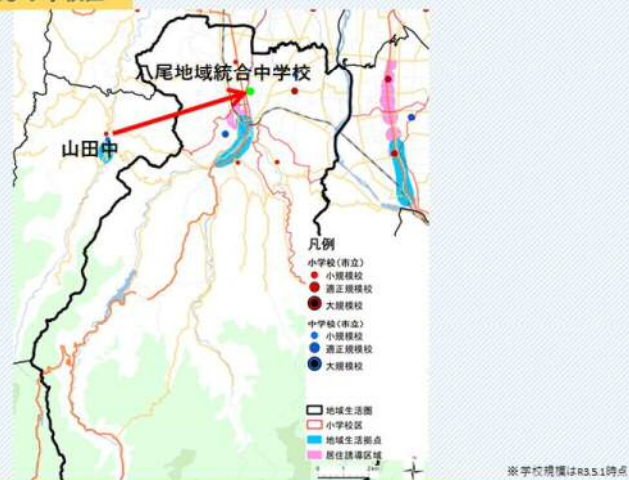 八尾地域統合中学校
山田中
凡例
小学校(市立)
小規模校
適正規模校
大規模校
中学校(市立)
小規模校
適正規模校
大規模校
地域生活圏
小学校区
地域生活拠点
居住誘導区域
※学校規模はR3.5.1時点